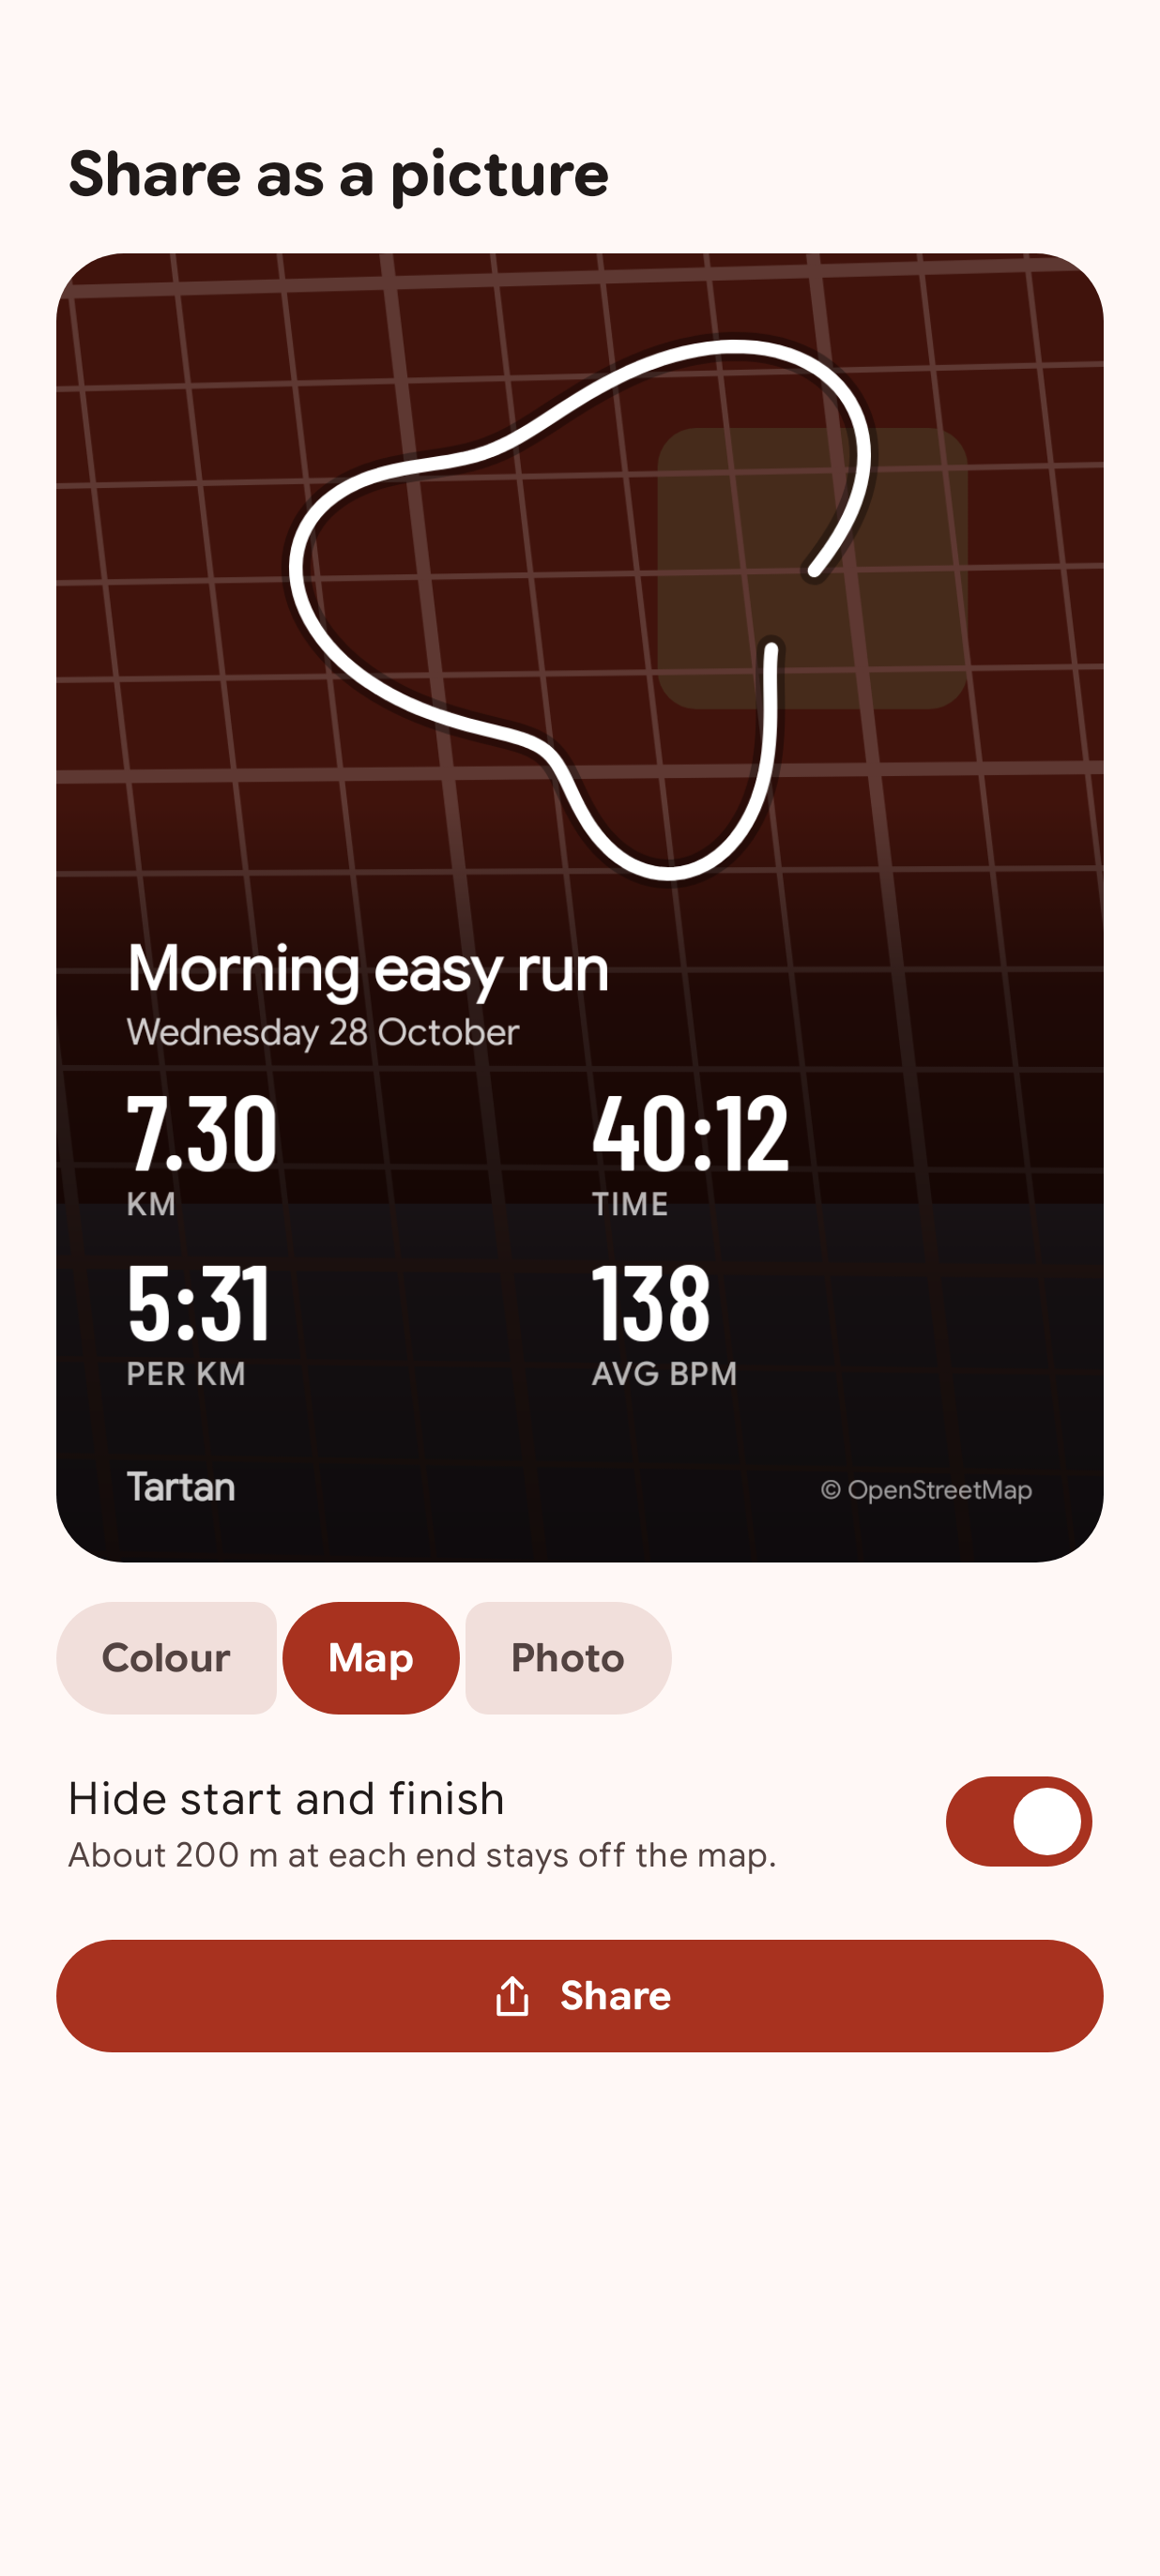 Share as a picture
Morning easy run
Wednesday 28 October
7.30 40:12
KM TIME
5:31 138
PER KM AVG BPM
Tartan © OpenStreetMap
Colour Map Photo
Hide start and finish
About 200 m at each end stays off the map.
Share